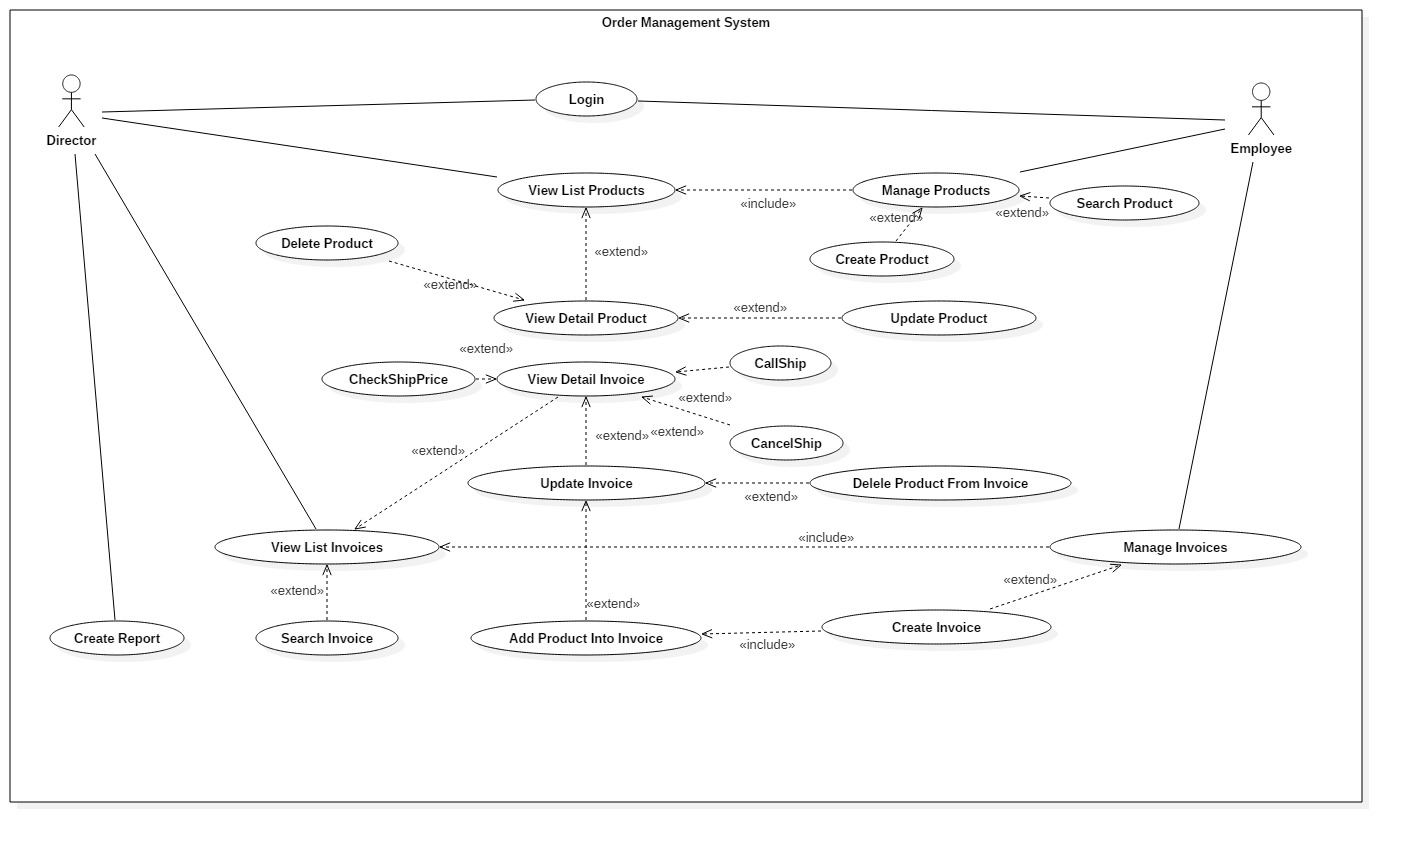 Order Management System
Login
Director
Employee
View List Products
Manage Products
Search Product
«include»
«extend»
«extend»
Delete Product
«extend»
Create Product
«extend»
«extend»
View Detail Product
Update Product
«extend»
CallShip
CheckShipPrice
View Detail Invoice
«extend»
«extend»
«extend»
«extend»
CancelShip
«extend»
Update Invoice
Delele Product From Invoice
«extend»
«include»
View List Invoices
Manage Invoices
«extend»
«extend»
«extend»
Create Invoice
Create Report
Search Invoice
Add Product Into Invoice
«include»